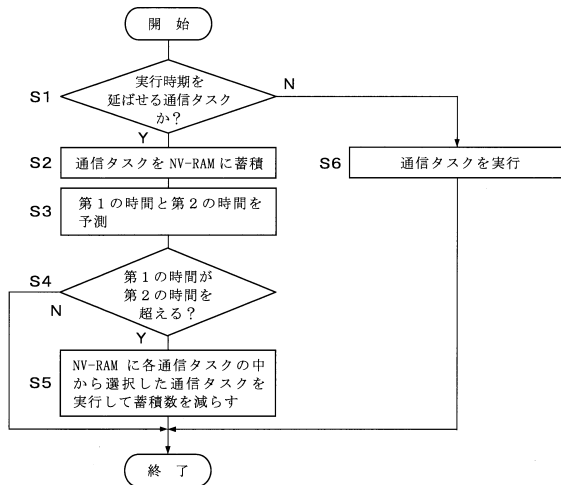 開 始
S1
実行時期を
延ばせる通信タスク
か？
N
Y
S2
通信タスクをNV-RAMに蓄積
S6
通信タスクを実行
S3
第１の時間と第２の時間を
予測
S4
第１の時間が
第２の時間を
超える？
N
Y
S5
NV-RAM に各通信タスクの中
から選択した通信タスクを
実行して蓄積数を減らす
終 了